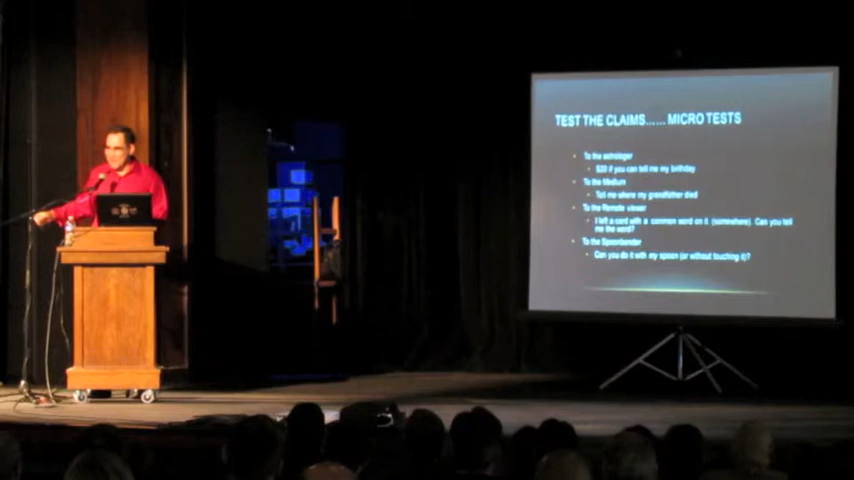 TEST THE CLAIMS...... MICRO TESTS
To the astrologer
$20 if you can tell me my birthday
To the Medium
Tell me where my grandfather died
To the Remote viewer
I left a card with a common word on it (somewhere). Can you tell
me the word?
To the Spoonbender
Can you do it with my spoon (or without touching it)?